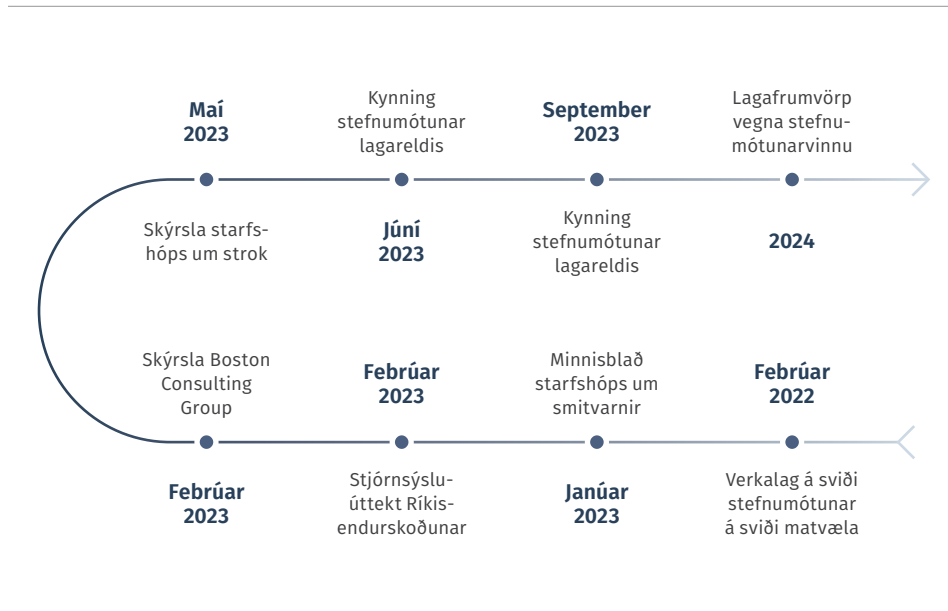 Maí
2023
Kynning
stefnumótunar
lagareldis
September
2023
Lagafrumvörp
vegna stefnu-
mótunarvinnu
Skýrsla starfs-
hóps um strok
Júní
2023
Kynning
stefnumótunar
lagareldis
2024
Skýrsla Boston
Consulting
Group
Febrúar
2023
Minnisblað
starfshóps um
smitvarnir
Febrúar
2022
Febrúar
2023
Stjórnsýslu-
úttekt Ríkis-
endurskoðunar
Janúar
2023
Verkalag á sviði
stefnumótunar
á sviði matvæla